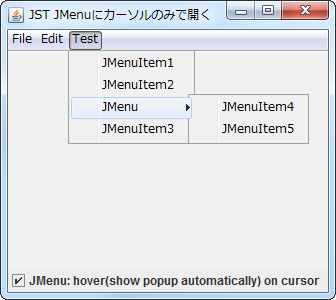 JST JMenuにカーソルのみで開く
File Edit Test
JMenuItem1
JMenuItem2
JMenu
JMenuItem4
JMenuItem3
JMenuItem5
JMenu: hover(show popup automatically) on cursor